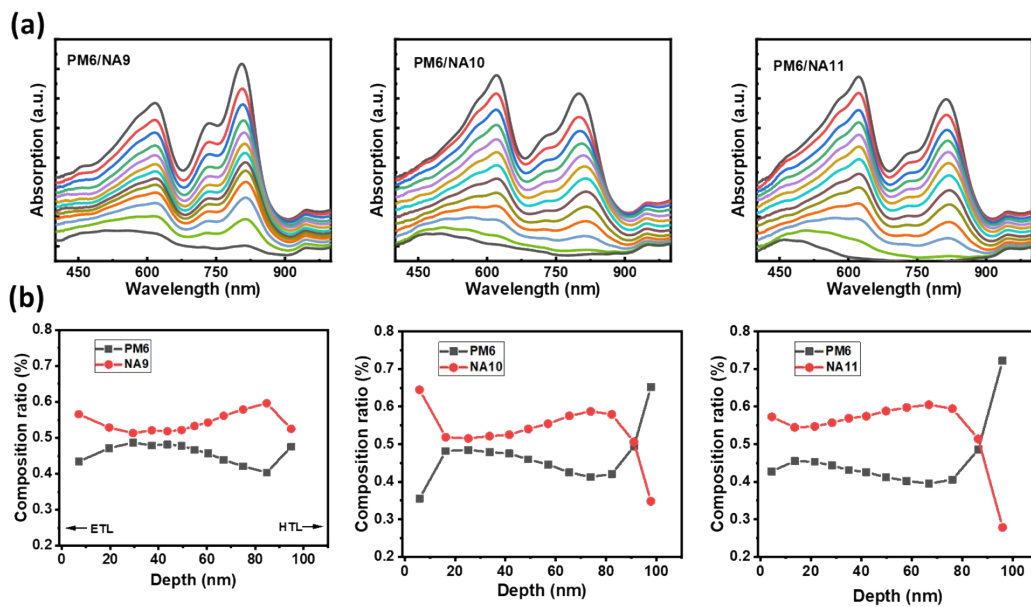 (a)
PM6/NA9
Absorption (a.u.)
450 600 750 900
Wavelength (nm)
PM6/NA10
Absorption (a.u.)
450 600 750 900
Wavelength (nm)
PM6/NA11
Absorption (a.u.)
450 600 750 900
Wavelength (nm)
(b)
0.8
0.7
0.6
0.5
0.4
0.3
0.2
Composition ratio (%)
PM6
NA9
ETL
HTL
0 20 40 60 80 100
Depth (nm)
0.8
0.7
0.6
0.5
0.4
0.3
0.2
Composition ratio (%)
PM6
NA10
0 20 40 60 80 100
Depth (nm)
0.8
0.7
0.6
0.5
0.4
0.3
0.2
Composition ratio (%)
PM6
NA11
0 20 40 60 80 100
Depth (nm)